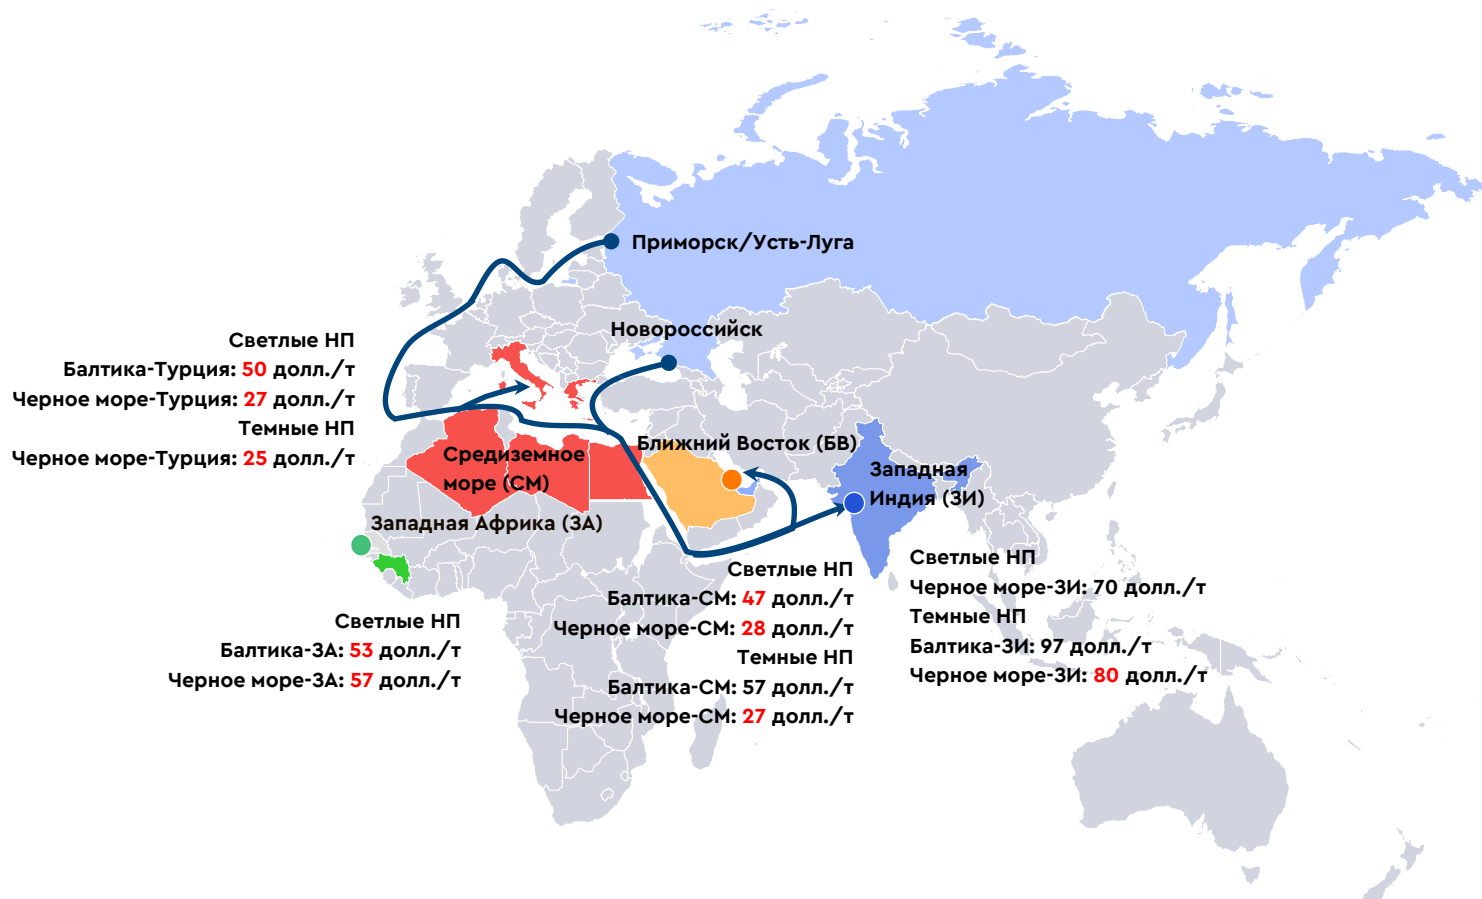 Приморск/Усть-Луга
Новороссийск
Светлые НП
Балтика-Турция: 50 долл./т
Черное море-Турция: 27 долл./т
Темные НП
Черное море-Турция: 25 долл./т
Средиземное
море (СМ)
Ближний Восток (БВ)
Западная
Индия (ЗИ)
Западная Африка (ЗА)
Светлые НП
Балтика-ЗА: 53 долл./т
Черное море-ЗА: 57 долл./т
Светлые НП
Балтика-СМ: 47 долл./т
Черное море-СМ: 28 долл./т
Темные НП
Балтика-СМ: 57 долл./т
Черное море-СМ: 27 долл./т
Светлые НП
Черное море-ЗИ: 70 долл./т
Темные НП
Балтика-ЗИ: 97 долл./т
Черное море-ЗИ: 80 долл./т